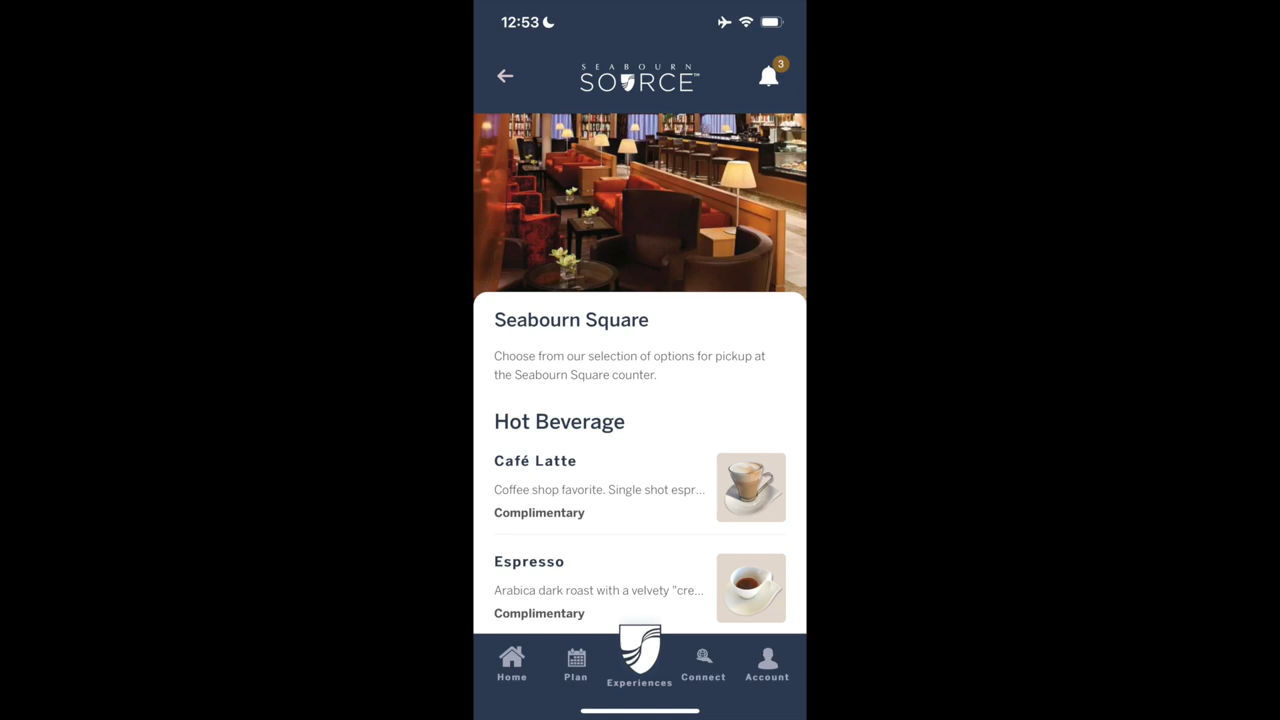 12:53
SEABOURN
SOURCE™
3
Seabourn Square
Choose from our selection of options for pickup at
the Seabourn Square counter.
Hot Beverage
Café Latte
Coffee shop favorite. Single shot espr...
Complimentary
Espresso
Arabica dark roast with a velvety "cre...
Complimentary
Home
Plan
Experiences
Connect
Account